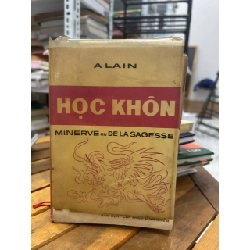 ALAIN
HỌC KHÔN
MINERVE OU DE LA SAGESSE